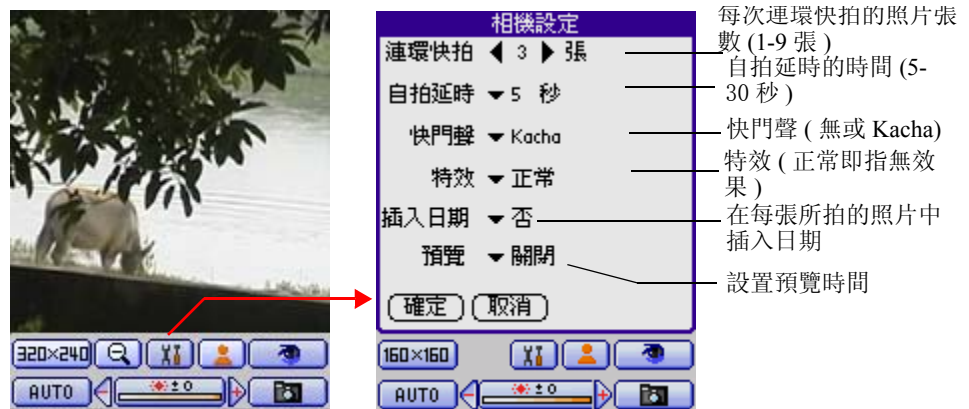 相機設定
連環快拍 3 張
自拍延時 5 秒
快門聲 Kacha
特效 正常
插入日期 否
預覽 關閉
確定 取消
每次連環快拍的照片張
數 (1-9 張 )
自拍延時的時間 (5-
30 秒 )
快門聲 ( 無或 Kacha)
特效 ( 正常即指無效
果 )
在每張所拍的照片中
插入日期
設置預覽時間
320×240
AUTO ±0
160×160
AUTO ±0